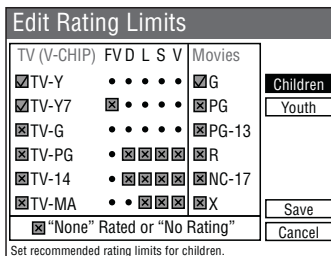 Edit Rating Limits
TV (V-CHIP) FV D L S V Movies
TV-Y G
TV-Y7 PG
TV-G PG-13
TV-PG R
TV-14 NC-17
TV-MA X
"None" Rated or "No Rating"
Children
Youth
Save
Cancel
Set recommended rating limits for children.